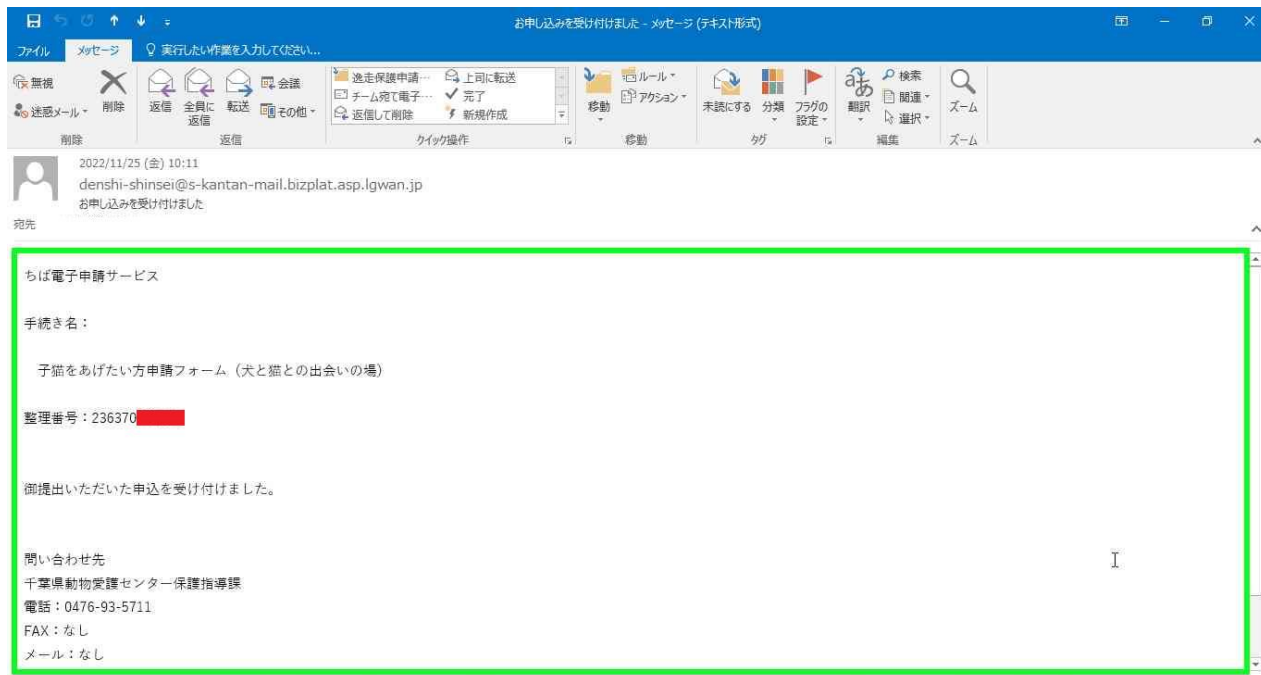 お申し込みを受け付けました - メッセージ (テキスト形式)
ファイル メッセージ 実行したい作業を入力してください...
無視
迷惑メール
削除
返信
全員に返信
転送
会議
その他
逸走保護申請…
チーム宛て電子…
返信して削除
上司に転送
完了
新規作成
移動
ルール
アクション
未読にする
分類
フラグの設定
翻訳
検索
関連
選択
ズーム
削除 返信 クイック操作 移動 タグ 編集 ズーム
2022/11/25 (金) 10:11
denshi-shinsei@s-kantan-mail.bizplat.asp.lgwan.jp
お申し込みを受け付けました
宛先
ちば電子申請サービス
手続き名：
子猫をあげたい方申請フォーム（犬と猫との出会いの場）
整理番号：236370
御提出いただいた申込を受け付けました。
問い合わせ先
千葉県動物愛護センター保護指導課
電話：0476-93-5711
FAX：なし
メール：なし